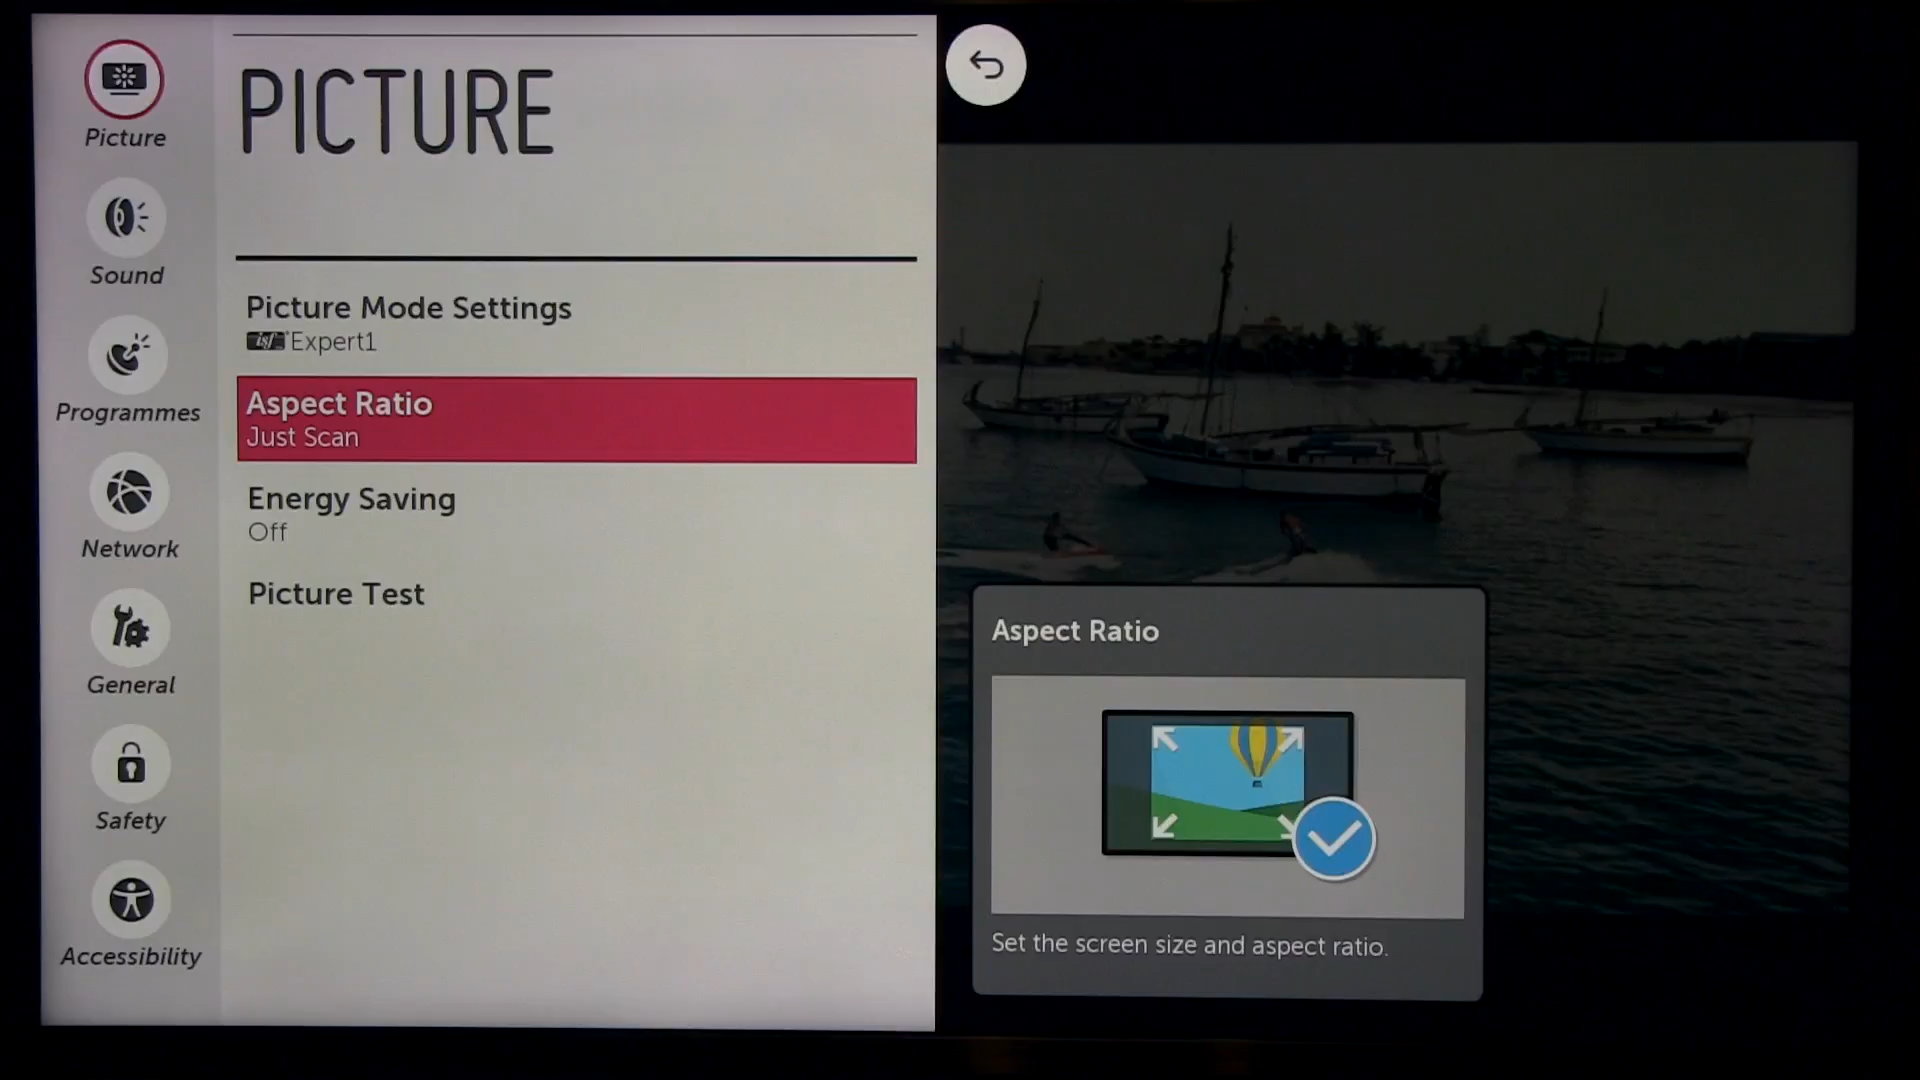 PICTURE
Picture
Sound
Programmes
Network
General
Safety
Accessibility
Picture Mode Settings
isf Expert1
Aspect Ratio
Just Scan
Energy Saving
Off
Picture Test
Aspect Ratio
Set the screen size and aspect ratio.